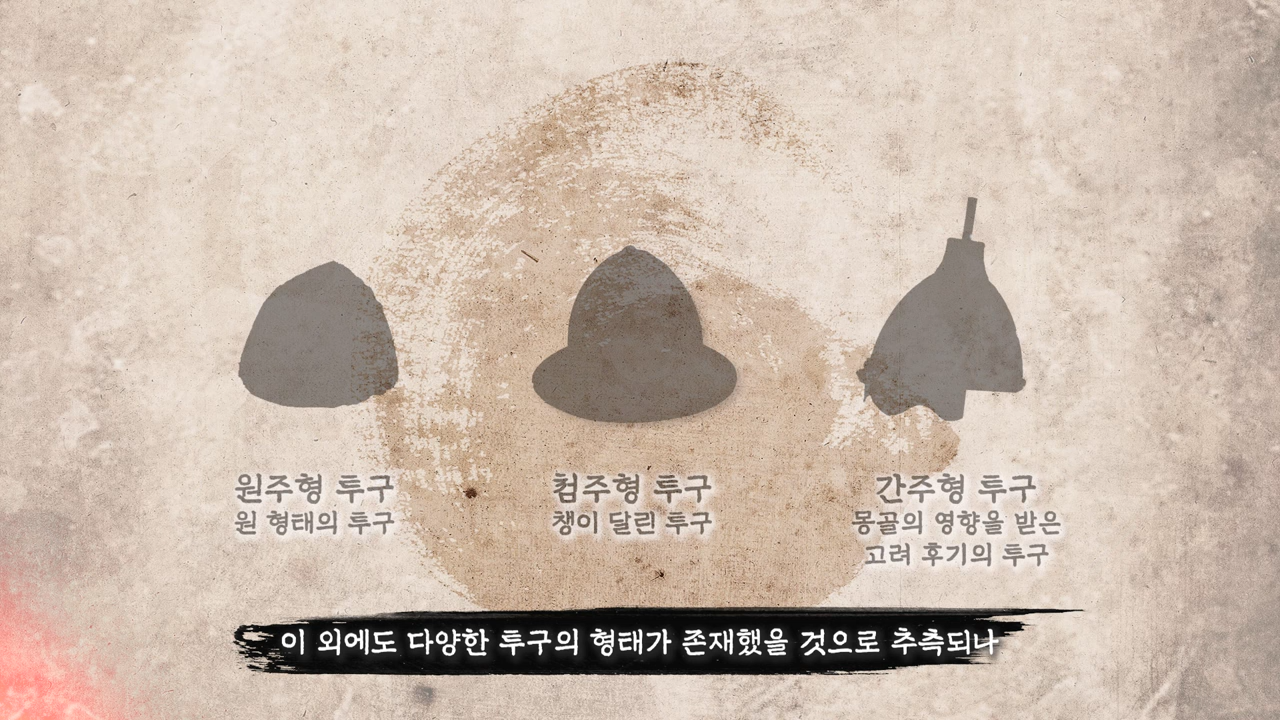 원주형 투구
원 형태의 투구
첨주형 투구
챙이 달린 투구
간주형 투구
몽골의 영향을 받은
고려 후기의 투구
이 외에도 다양한 투구의 형태가 존재했을 것으로 추측되나